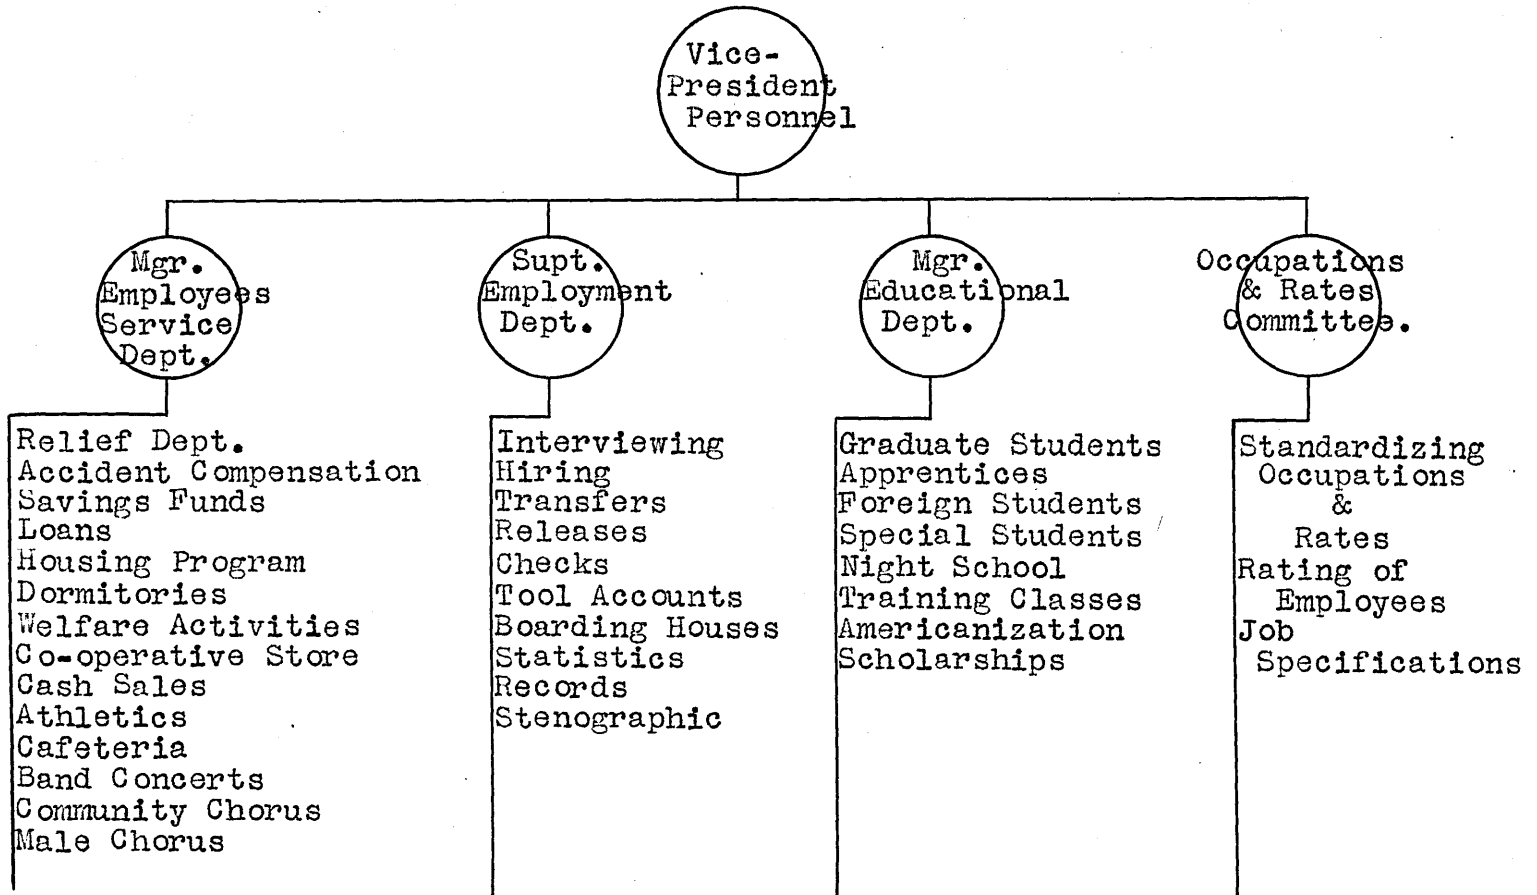 Vice-
President
Personnel
Mgr.
Employees
Service
Dept.
Supt.
Employment
Dept.
Mgr.
Educational
Dept.
Occupations
& Rates
Committee.
Relief Dept.
Accident Compensation
Savings Funds
Loans
Housing Program
Dormitories
Welfare Activities
Co-operative Store
Cash Sales
Athletics
Cafeteria
Band Concerts
Community Chorus
Male Chorus
Interviewing
Hiring
Transfers
Releases
Checks
Tool Accounts
Boarding Houses
Statistics
Records
Stenographic
Graduate Students
Apprentices
Foreign Students
Special Students
Night School
Training Classes
Americanization
Scholarships
Standardizing
Occupations
&
Rates
Rating of
Employees
Job
Specifications